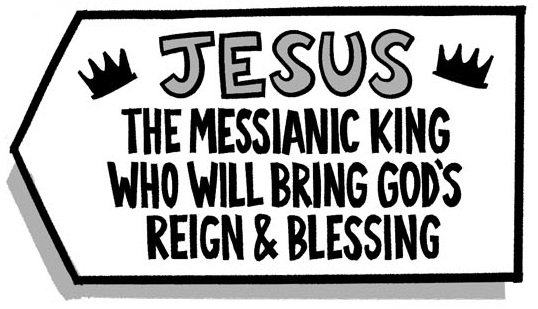 JESUS
THE MESSIANIC KING
WHO WILL BRING GOD'S
REIGN & BLESSING